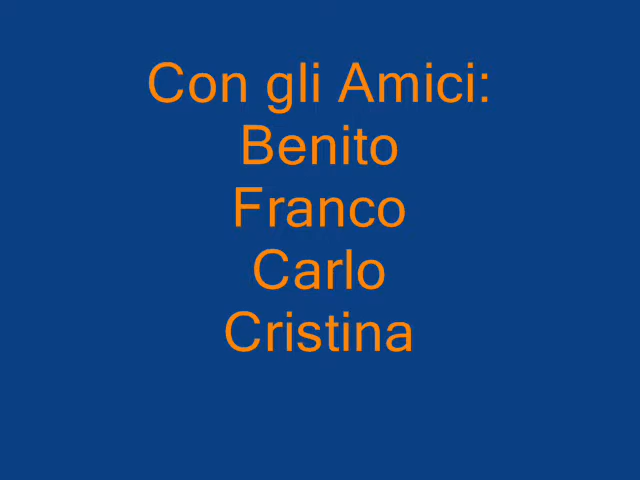 Con gli Amici:
Benito
Franco
Carlo
Cristina